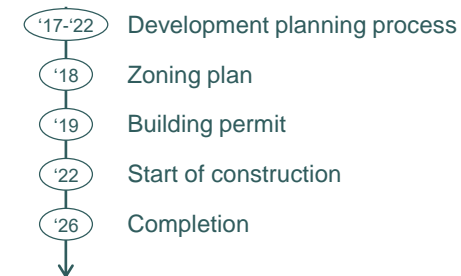 ‘17-‘22 Development planning process
‘18 Zoning plan
‘19 Building permit
‘22 Start of construction
‘26 Completion